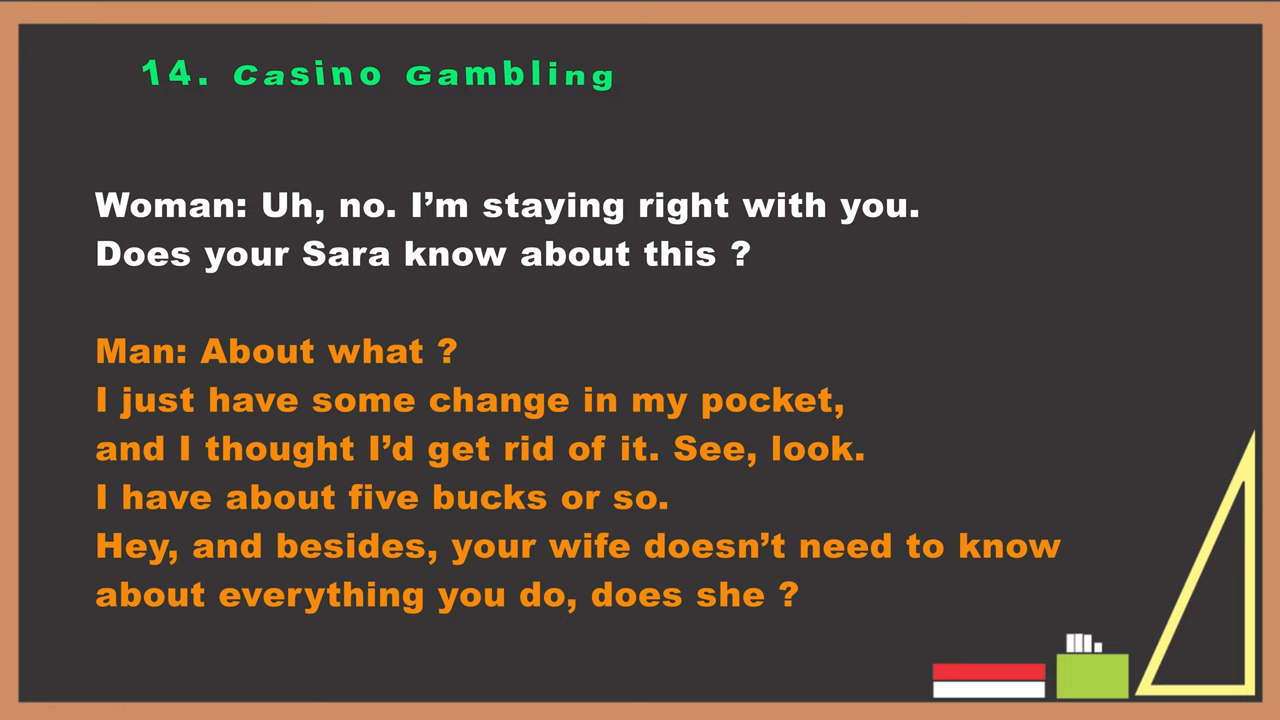 14. Casino Gambling
Woman: Uh, no. I’m staying right with you.
Does your Sara know about this ?
Man: About what ?
I just have some change in my pocket,
and I thought I’d get rid of it. See, look.
I have about five bucks or so.
Hey, and besides, your wife doesn’t need to know
about everything you do, does she ?